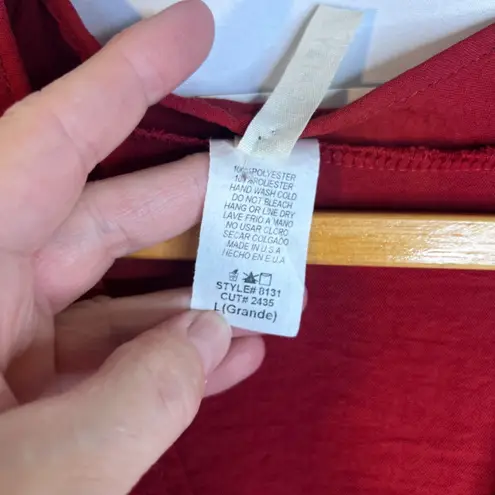 100% POLYESTER
100% POLIESTER
HAND WASH COLD
DO NOT BLEACH
HANG OR LINE DRY
LAVE FRIO A MANO
NO USAR CLORO
SECAR COLGADO
MADE IN U.S.A
HECHO EN E.U.A
STYLE# 8131
CUT# 2435
L(Grande)